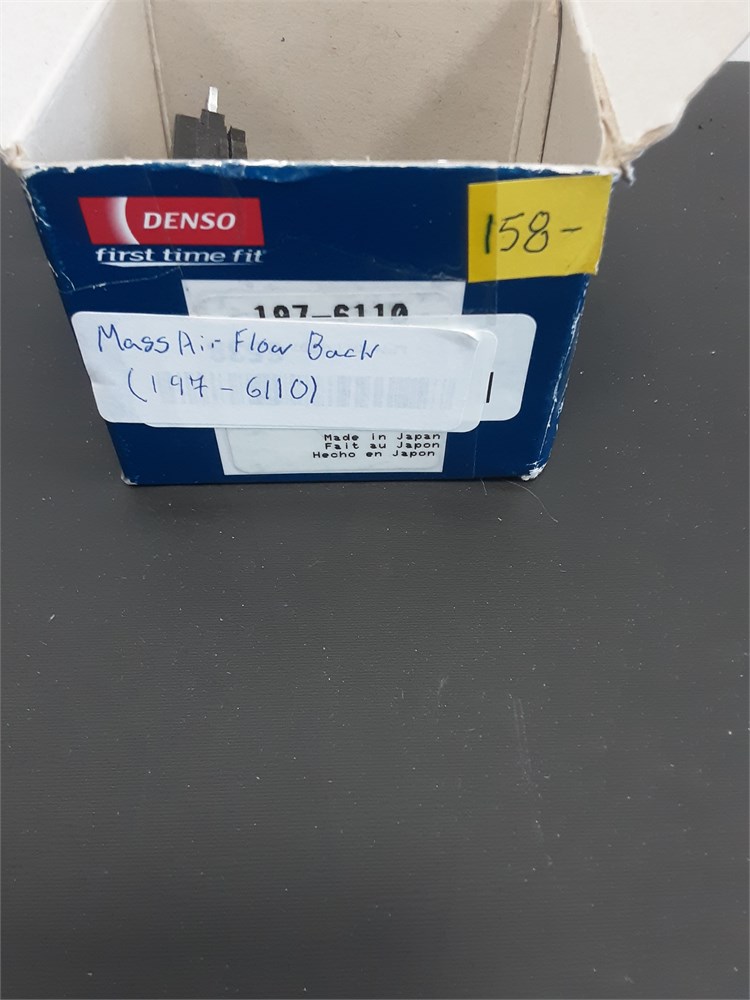 DENSO
first time fit
158-
197-6110
Mass Air Flow Back
(197-6110)
Made in Japan
Fait au Japon
Hecho en Japon